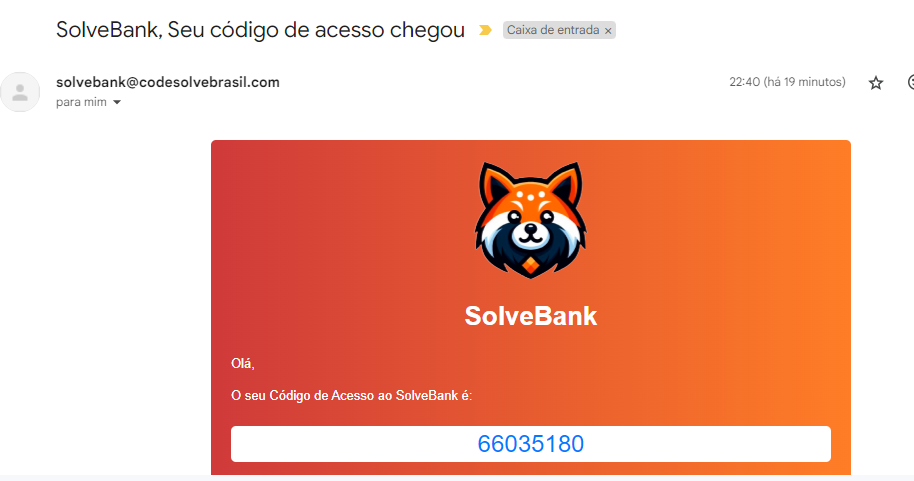 SolveBank, Seu código de acesso chegou Caixa de entrada ×
solvebank@codesolvebrasil.com 22:40 (há 19 minutos)
para mim
SolveBank
Olá,
O seu Código de Acesso ao SolveBank é:
66035180